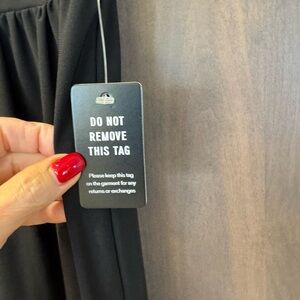 DO NOT
REMOVE
THIS TAG
Please keep this tag
on the garment for any
returns or exchanges